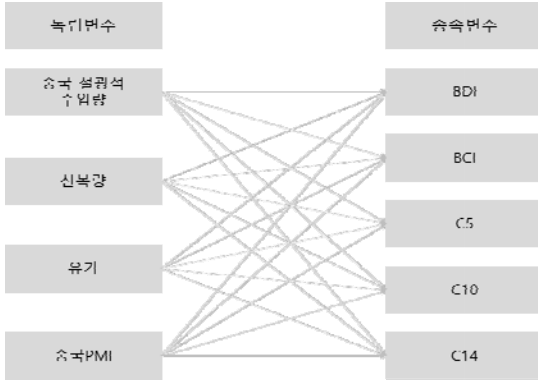 독립변수
종속변수
중국 철광석
수입량
BDI
선복량
BCI
유가
C5
C10
중국PMI
C14